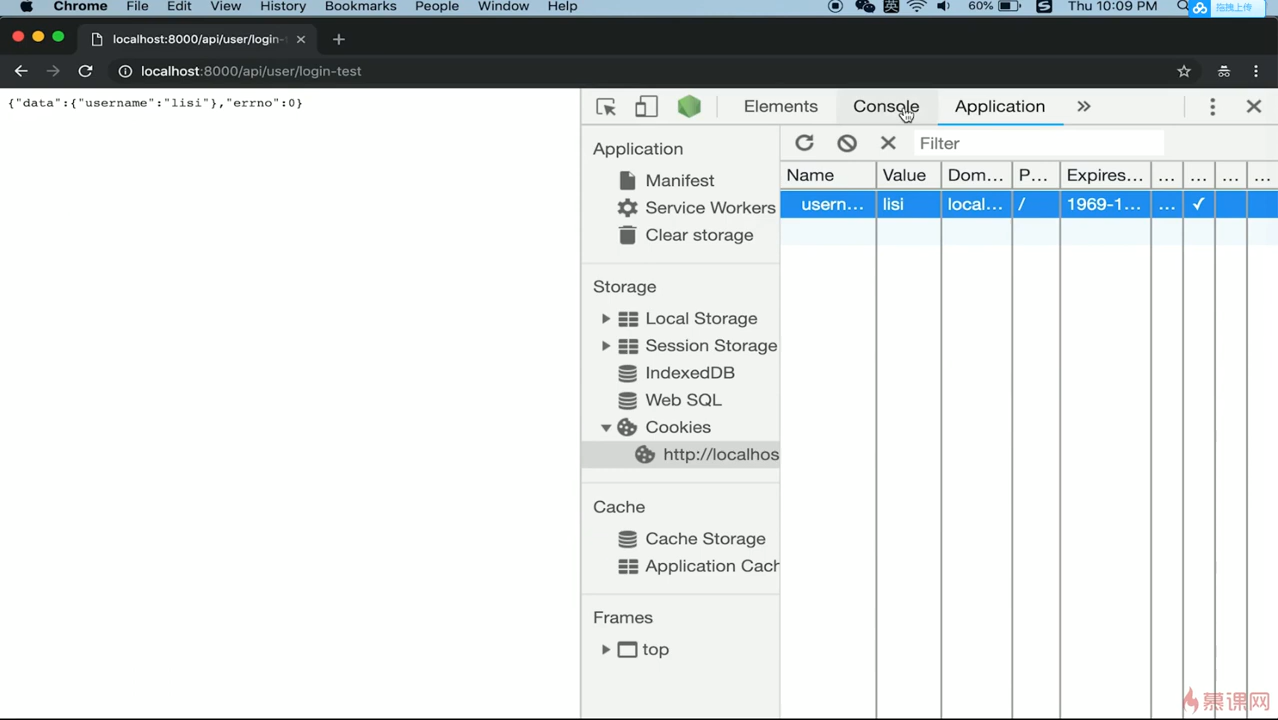 Chrome File Edit View History Bookmarks People Window Help 英 60% S Thu 10:09 PM 拖拽上传
localhost:8000/api/user/login-
localhost:8000/api/user/login-test
{"data":{"username":"lisi"},"errno":0}
Elements Console Application
Filter
Application
Manifest
Service Workers
Clear storage
Storage
Local Storage
Session Storage
IndexedDB
Web SQL
Cookies
http://localhos
Cache
Cache Storage
Application Cach
Frames
top
Name Value Dom... P... Expires... ... ... ... ...
usern... lisi local... / 1969-1... ... ✓
慕课网